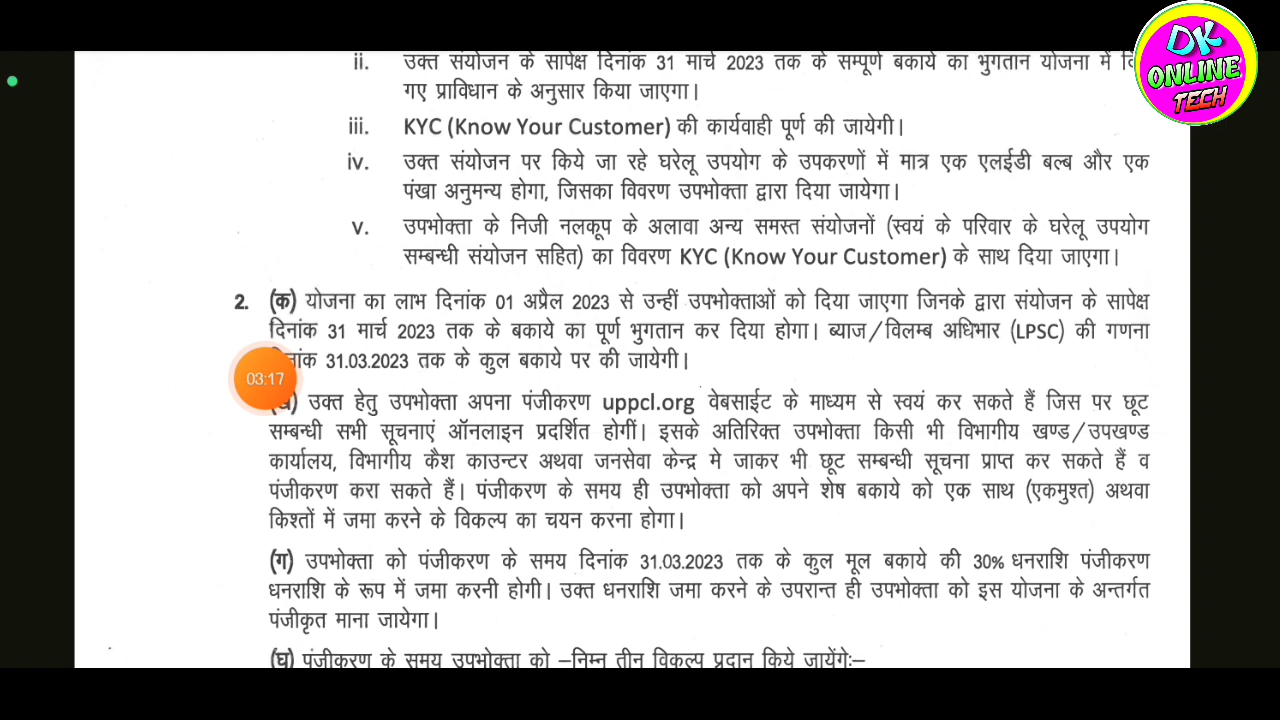 DK
ONLINE
TECH
ii. उक्त संयोजन के सापेक्ष दिनांक 31 मार्च 2023 तक के सम्पूर्ण बकाये का भुगतान योजना में
गए प्राविधान के अनुसार किया जाएगा।
iii. KYC (Know Your Customer) की कार्यवाही पूर्ण की जायेगी।
iv. उक्त संयोजन पर किये जा रहे घरेलू उपयोग के उपकरणों में मात्र एक एलईडी बल्ब और एक
पंखा अनुमन्य होगा, जिसका विवरण उपभोक्ता द्वारा दिया जायेगा।
v. उपभोक्ता के निजी नलकूप के अलावा अन्य समस्त संयोजनों (स्वयं के परिवार के घरेलू उपयोग
सम्बन्धी संयोजन सहित) का विवरण KYC (Know Your Customer) के साथ दिया जाएगा।
2. (क) योजना का लाभ दिनांक 01 अप्रैल 2023 से उन्हीं उपभोक्ताओं को दिया जाएगा जिनके द्वारा संयोजन के सापेक्ष
दिनांक 31 मार्च 2023 तक के बकाये का पूर्ण भुगतान कर दिया होगा। ब्याज/विलम्ब अधिभार (LPSC) की गणना
31.03.2023 तक के कुल बकाये पर की जायेगी।
03:17
उक्त हेतु उपभोक्ता अपना पंजीकरण uppcl.org वेबसाईट के माध्यम से स्वयं कर सकते हैं जिस पर छूट
सम्बन्धी सभी सूचनाएं ऑनलाइन प्रदर्शित होगीं। इसके अतिरिक्त उपभोक्ता किसी भी विभागीय खण्ड/उपखण्ड
कार्यालय, विभागीय कैश काउन्टर अथवा जनसेवा केन्द्र मे जाकर भी छूट सम्बन्धी सूचना प्राप्त कर सकते हैं व
पंजीकरण करा सकते हैं। पंजीकरण के समय ही उपभोक्ता को अपने शेष बकाये को एक साथ (एकमुश्त) अथवा
किश्तों में जमा करने के विकल्प का चयन करना होगा।
(ग) उपभोक्ता को पंजीकरण के समय दिनांक 31.03.2023 तक के कुल मूल बकाये की 30% धनराशि पंजीकरण
धनराशि के रूप में जमा करनी होगी। उक्त धनराशि जमा करने के उपरान्त ही उपभोक्ता को इस योजना के अन्तर्गत
पंजीकृत माना जायेगा।
(घ) पंजीकरण के समय उपभोक्ता को –निम्न तीन विकल्प प्रदान किये जायेंगेः–